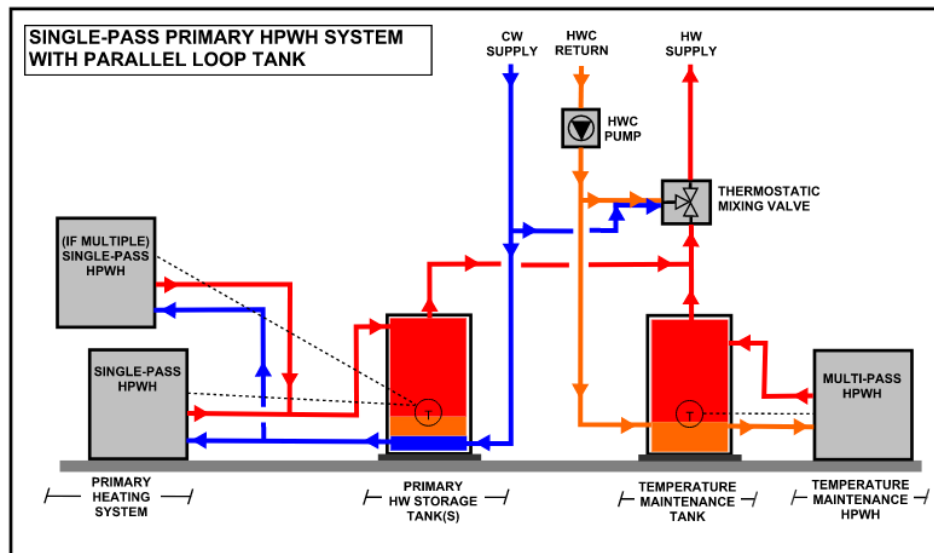 SINGLE-PASS PRIMARY HPWH SYSTEM
WITH PARALLEL LOOP TANK
CW
SUPPLY
HWC
RETURN
HW
SUPPLY
HWC
PUMP
THERMOSTATIC
MIXING VALVE
(IF MULTIPLE)
SINGLE-PASS
HPWH
SINGLE-PASS
HPWH
T
T
MULTI-PASS
HPWH
PRIMARY
HEATING
SYSTEM
PRIMARY
HW STORAGE
TANK(S)
TEMPERATURE
MAINTENANCE
TANK
TEMPERATURE
MAINTENANCE
HPWH